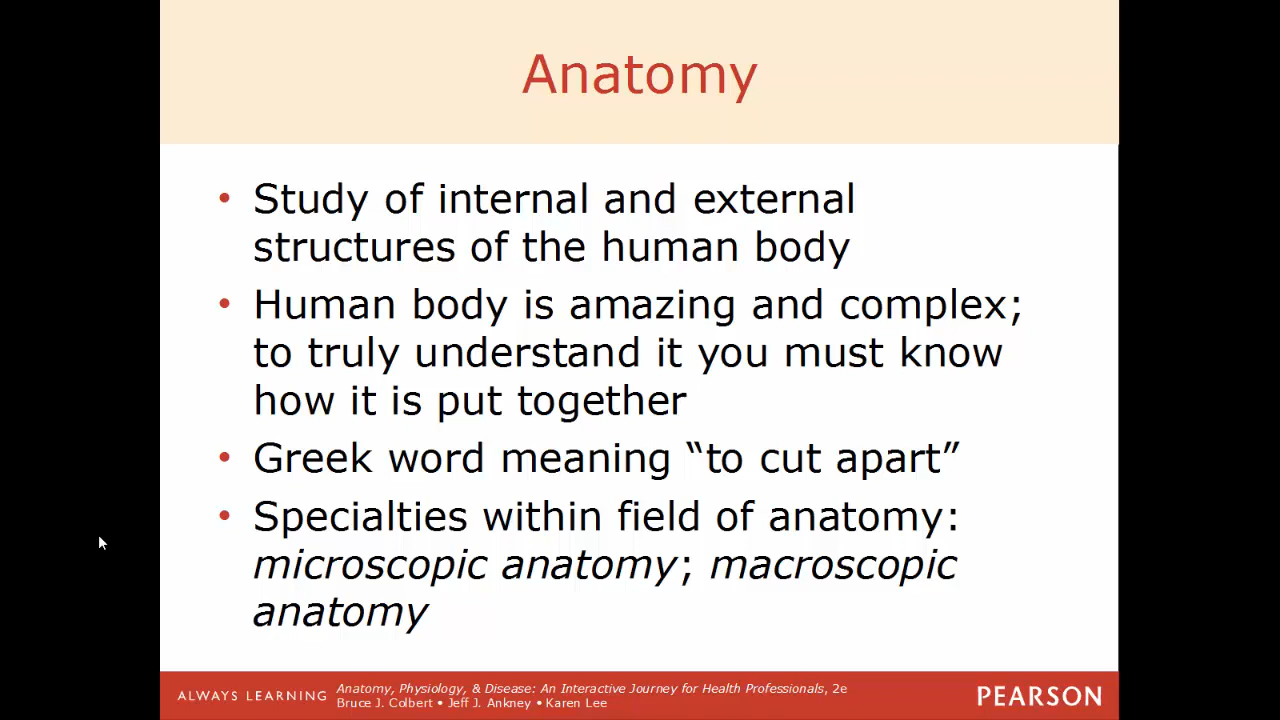 Anatomy
• Study of internal and external
structures of the human body
• Human body is amazing and complex;
to truly understand it you must know
how it is put together
• Greek word meaning “to cut apart”
• Specialties within field of anatomy:
microscopic anatomy; macroscopic
anatomy
ALWAYS LEARNING
Anatomy, Physiology, & Disease: An Interactive Journey for Health Professionals, 2e
Bruce J. Colbert • Jeff J. Ankney • Karen Lee
PEARSON